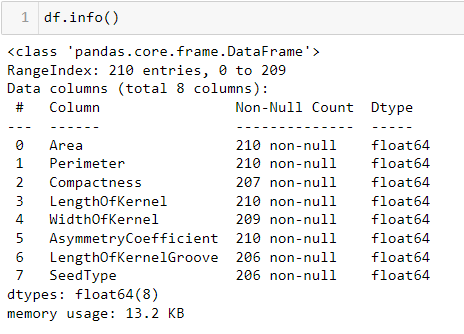 1 df.info()
<class 'pandas.core.frame.DataFrame'>
RangeIndex: 210 entries, 0 to 209
Data columns (total 8 columns):
 #   Column                 Non-Null Count  Dtype
---  ------                 --------------  -----
 0   Area                   210 non-null    float64
 1   Perimeter              210 non-null    float64
 2   Compactness            207 non-null    float64
 3   LengthOfKernel         210 non-null    float64
 4   WidthOfKernel          209 non-null    float64
 5   AsymmetryCoefficient   210 non-null    float64
 6   LengthOfKernelGroove   206 non-null    float64
 7   SeedType               206 non-null    float64
dtypes: float64(8)
memory usage: 13.2 KB